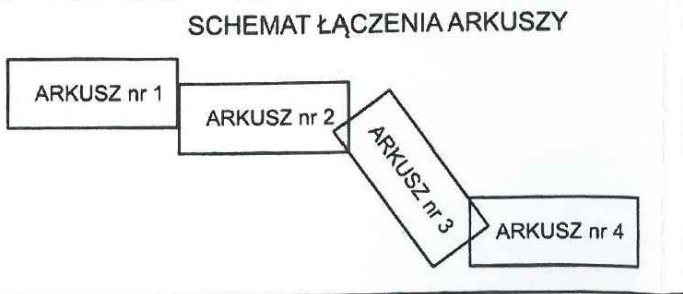 SCHEMAT ŁĄCZENIA ARKUSZY
ARKUSZ nr 1
ARKUSZ nr 2
ARKUSZ nr 3
ARKUSZ nr 4